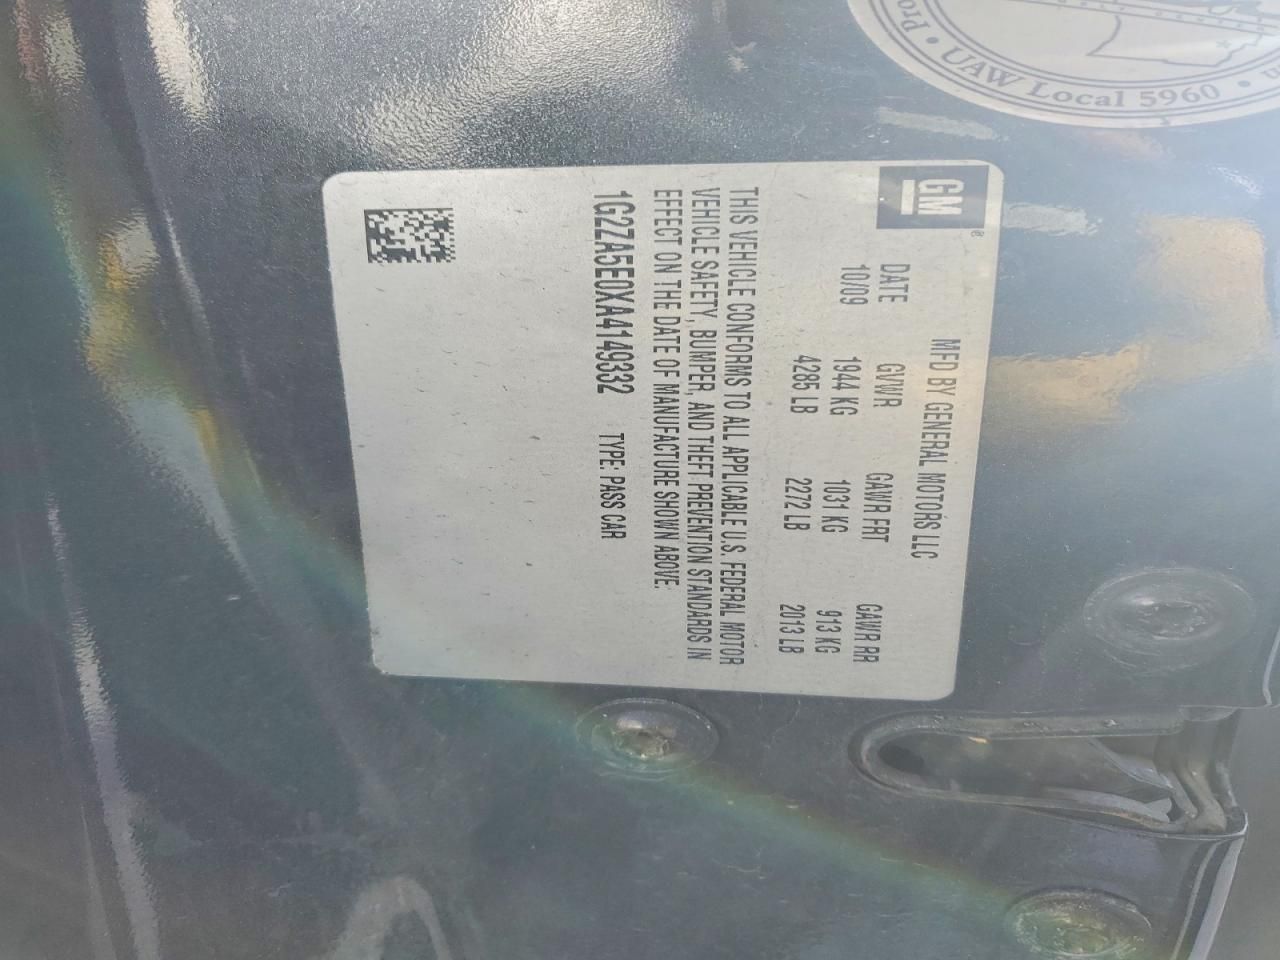 GM
MFD BY GENERAL MOTORS LLC
DATE GVWR GAWR FRT GAWR RR
10/09 1944 KG 1031 KG 913 KG
4285 LB 2272 LB 2013 LB
THIS VEHICLE CONFORMS TO ALL APPLICABLE U.S. FEDERAL MOTOR
VEHICLE SAFETY, BUMPER, AND THEFT PREVENTION STANDARDS IN
EFFECT ON THE DATE OF MANUFACTURE SHOWN ABOVE.
1G2ZA5E0XA4149332 TYPE: PASS CAR
• UAW Local 5960 •